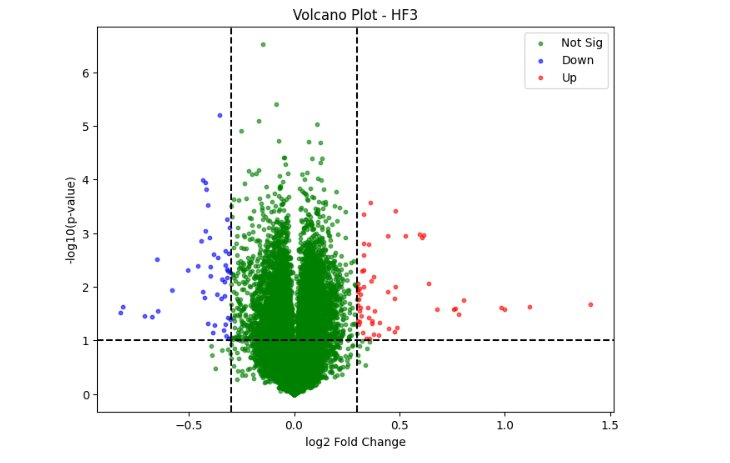 Volcano Plot - HF3
Not Sig
Down
Up
-log10(p-value)
6
5
4
3
2
1
0
−0.5
0.0
0.5
1.0
1.5
log2 Fold Change